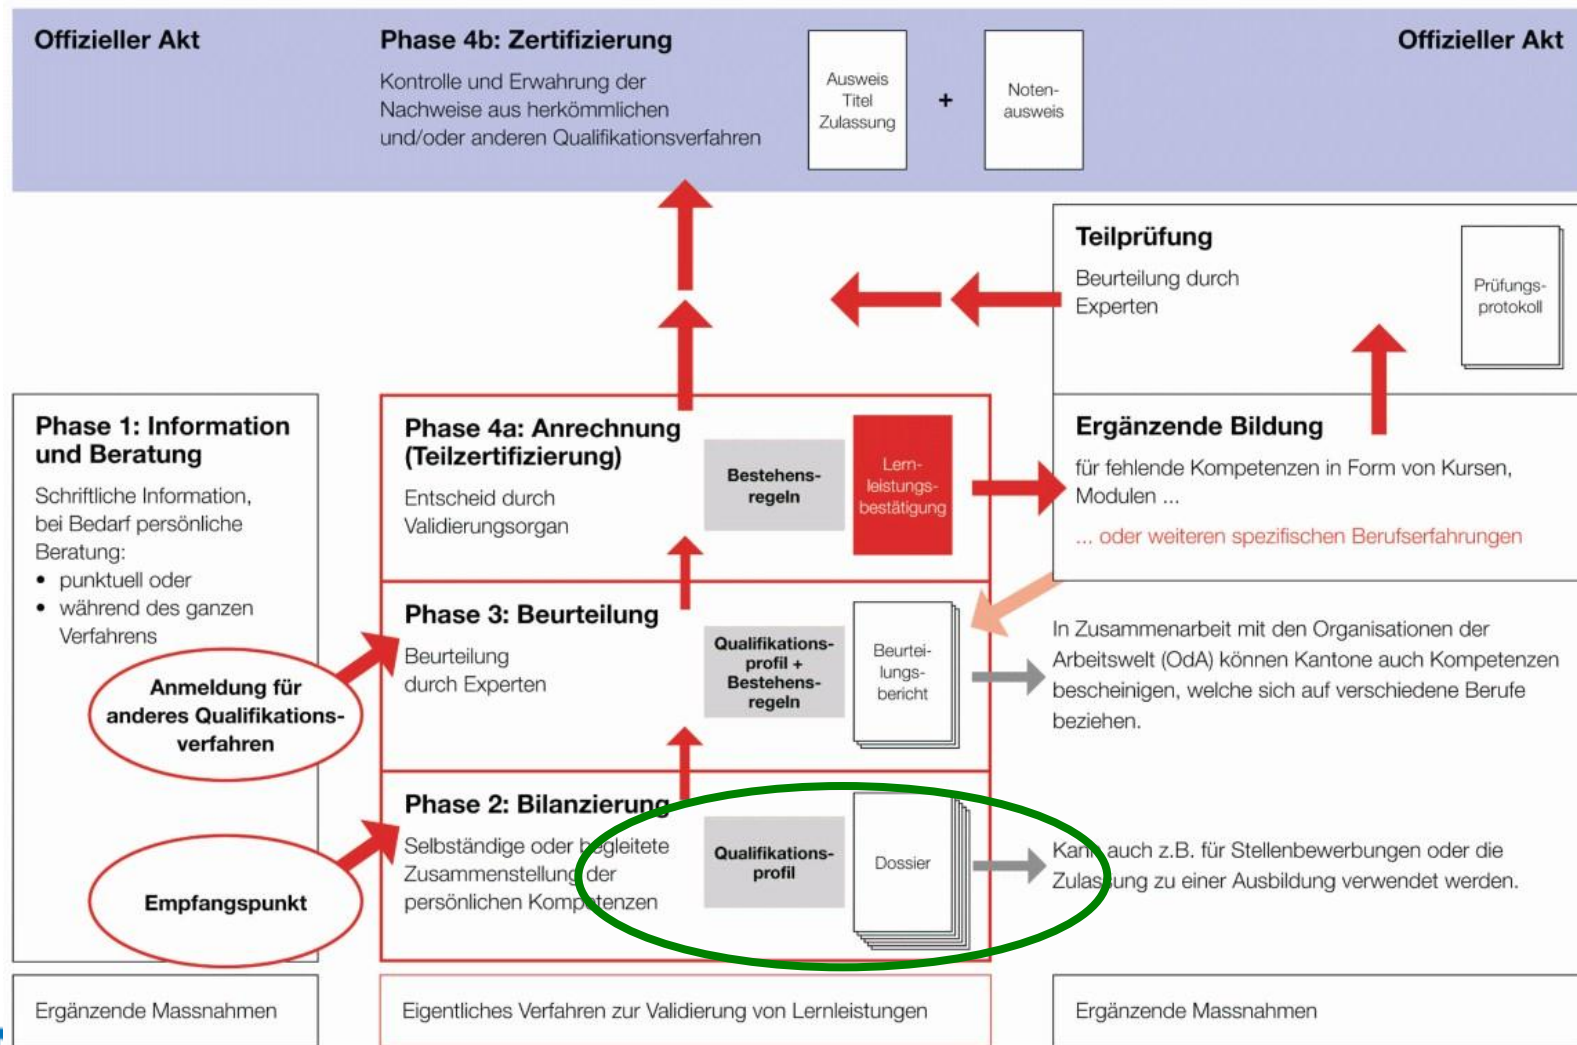 Offizieller Akt
Phase 4b: Zertifizierung
Kontrolle und Erwahrung der
Nachweise aus herkömmlichen
und/oder anderen Qualifikationsverfahren
Ausweis
Titel
Zulassung
+
Noten-
ausweis
Offizieller Akt
Teilprüfung
Beurteilung durch
Experten
Prüfungs-
protokoll
Phase 1: Information
und Beratung
Schriftliche Information,
bei Bedarf persönliche
Beratung:
• punktuell oder
• während des ganzen
Verfahrens
Anmeldung für
anderes Qualifikations-
verfahren
Empfangspunkt
Phase 4a: Anrechnung
(Teilzertifizierung)
Entscheid durch
Validierungsorgan
Bestehens-
regeln
Lern-
leistungs-
bestätigung
Ergänzende Bildung
für fehlende Kompetenzen in Form von Kursen,
Modulen ...
... oder weiteren spezifischen Berufserfahrungen
Phase 3: Beurteilung
Beurteilung
durch Experten
Qualifikations-
profil +
Bestehens-
regeln
Beurtei-
lungs-
bericht
In Zusammenarbeit mit den Organisationen der
Arbeitswelt (OdA) können Kantone auch Kompetenzen
bescheinigen, welche sich auf verschiedene Berufe
beziehen.
Phase 2: Bilanzierung
Selbständige oder begleitete
Zusammenstellung der
persönlichen Kompetenzen
Qualifikations-
profil
Dossier
Kann auch z.B. für Stellenbewerbungen oder die
Zulassung zu einer Ausbildung verwendet werden.
Ergänzende Massnahmen
Eigentliches Verfahren zur Validierung von Lernleistungen
Ergänzende Massnahmen